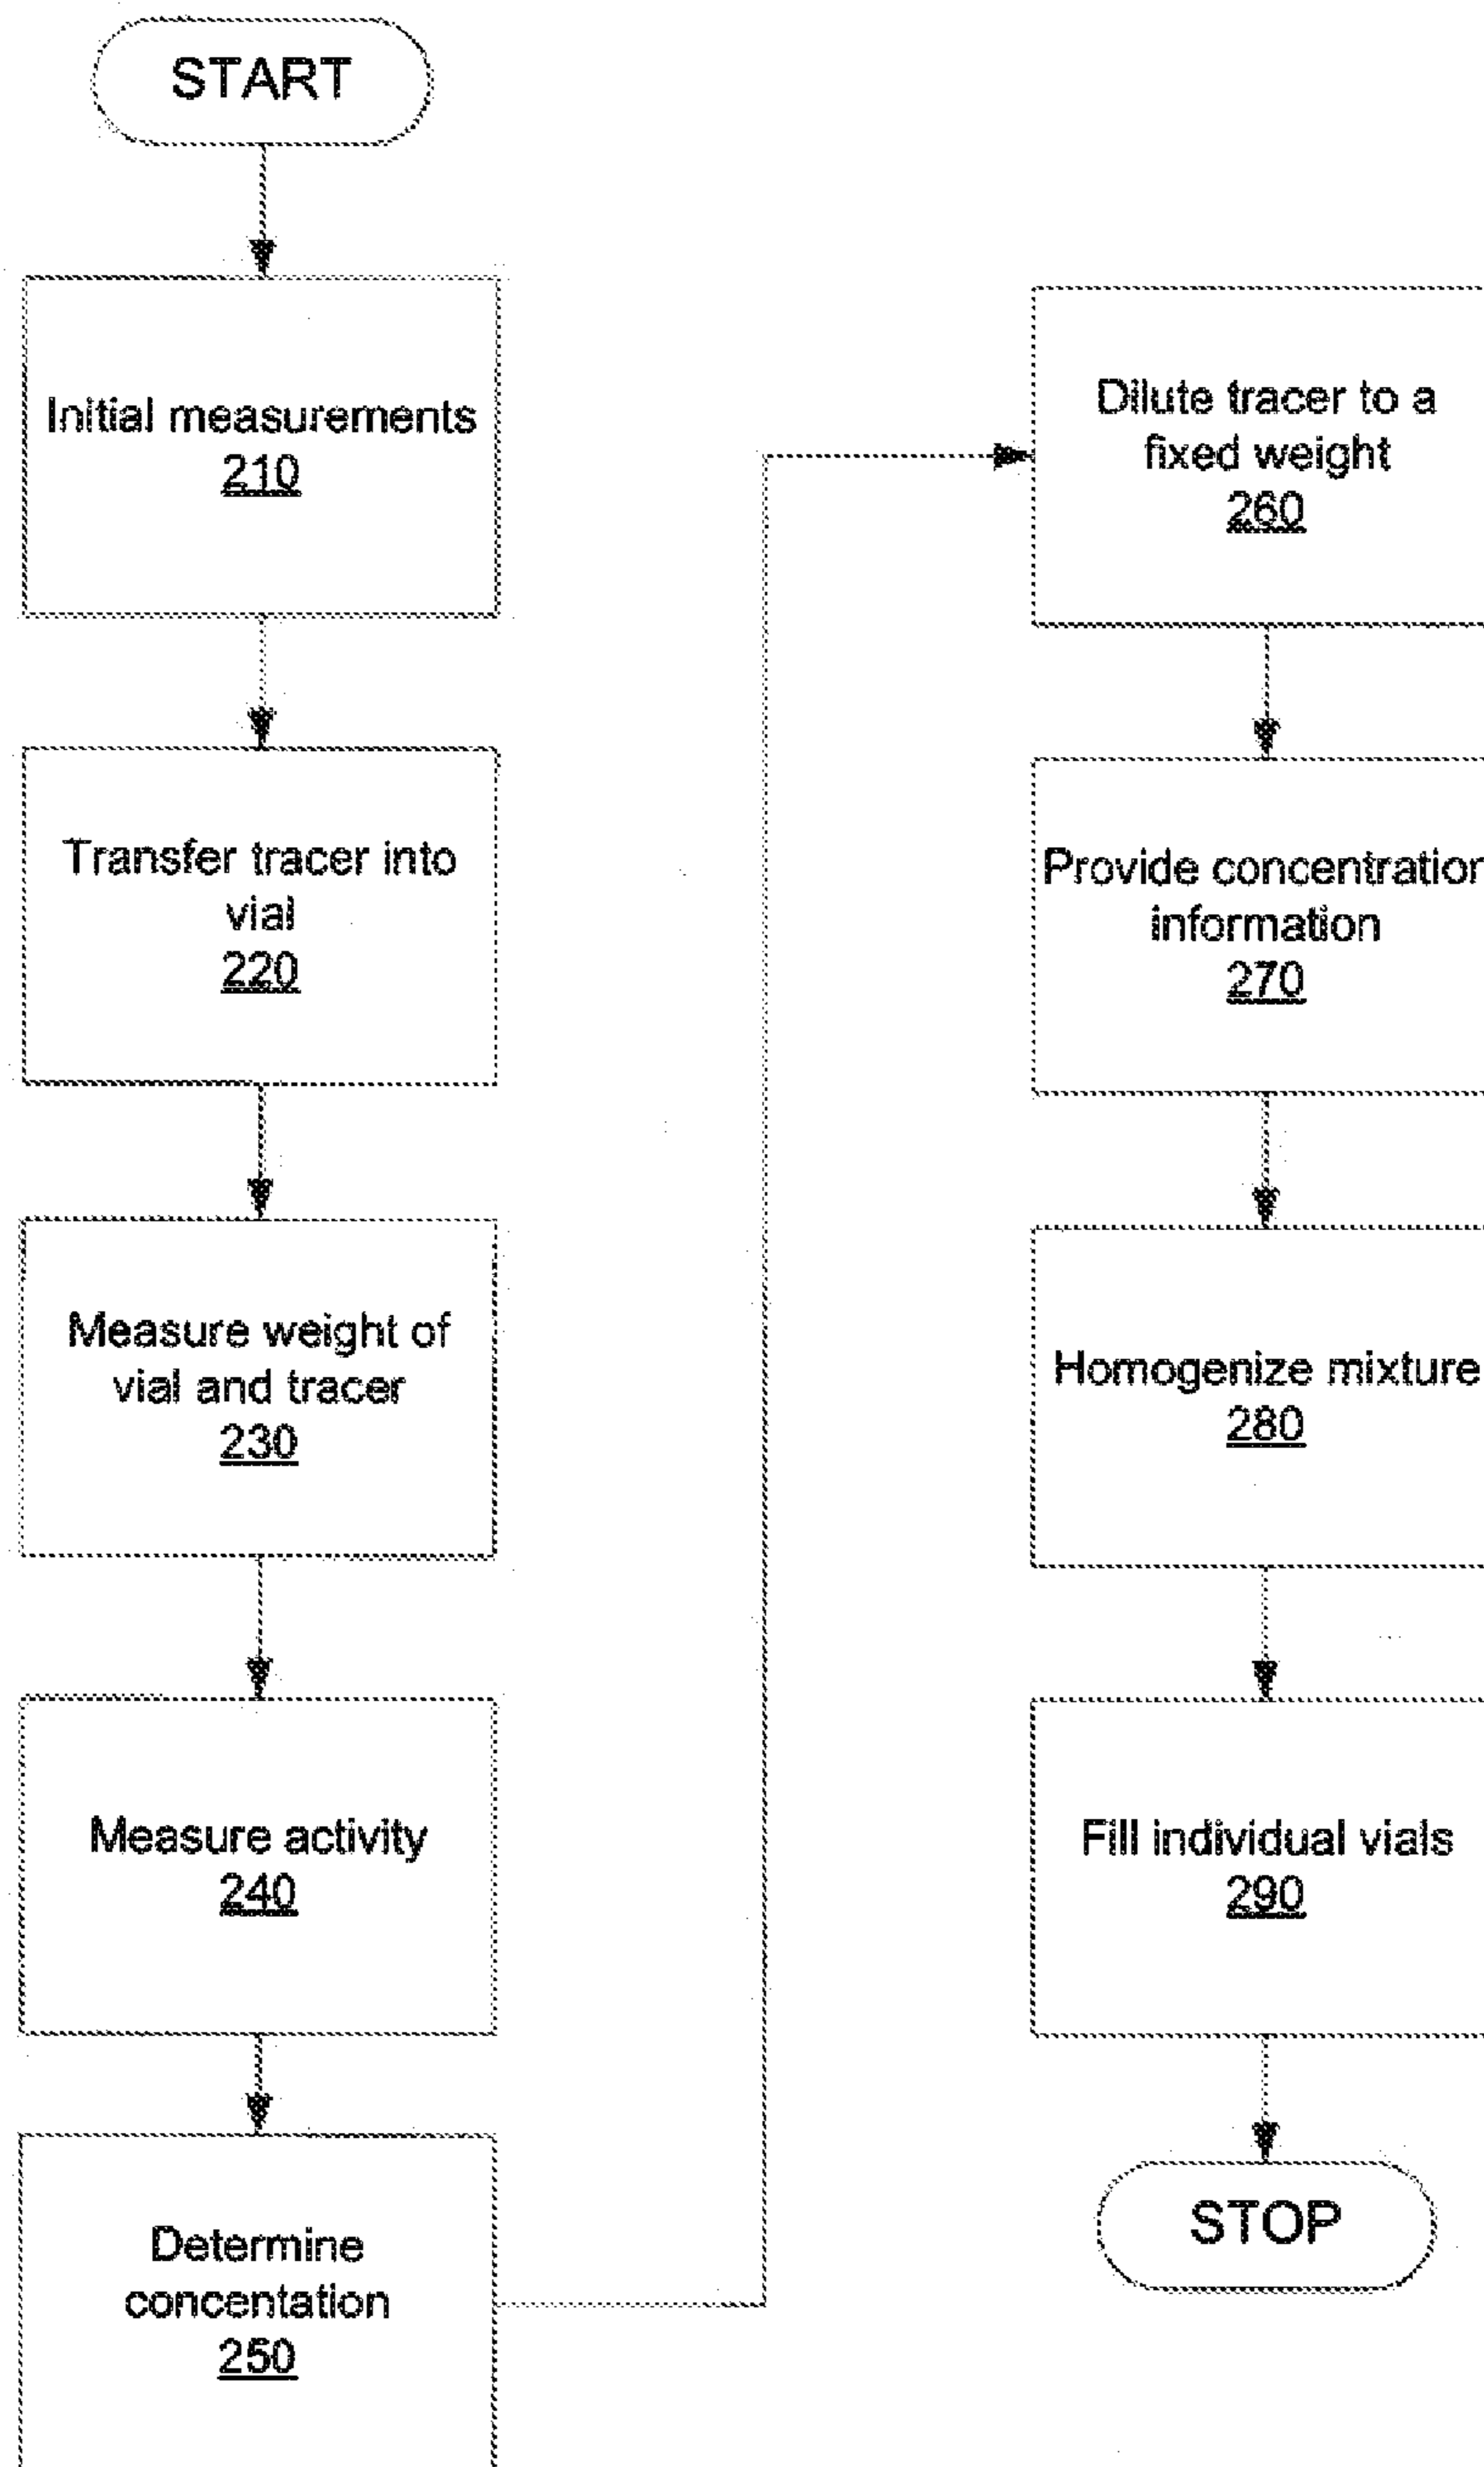 START
Initial measurements
210
Transfer tracer into
vial
220
Measure weight of
vial and tracer
230
Measure activity
240
Determine
concentation
250
Dilute tracer to a
fixed weight
260
Provide concentration
information
270
Homogenize mixture
280
Fill individual vials
290
STOP